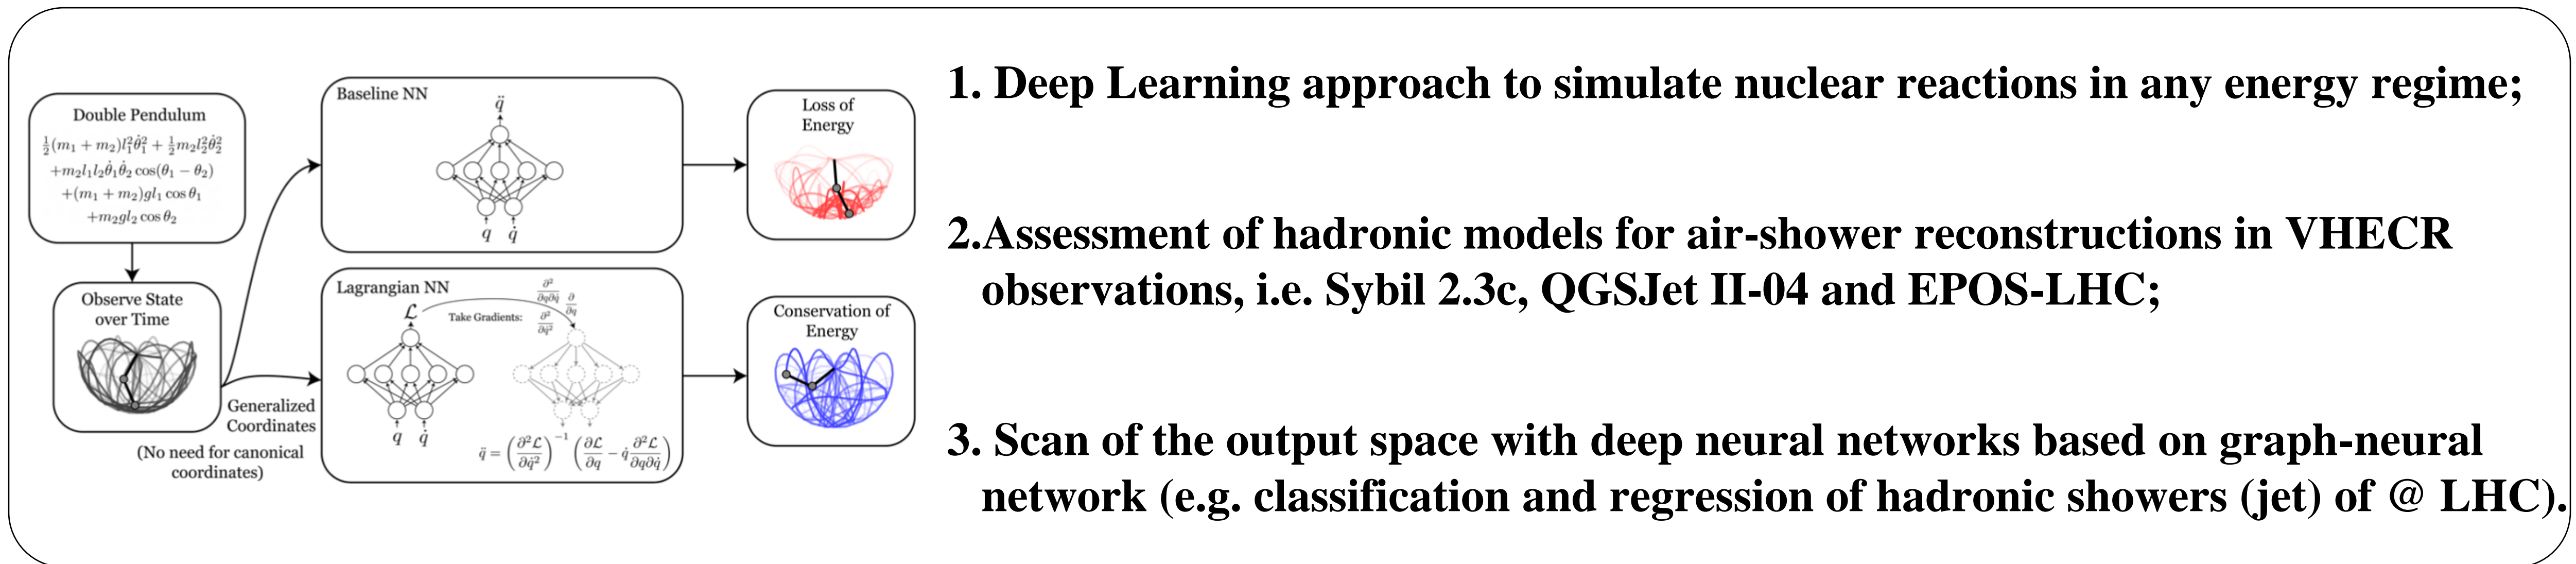 Double Pendulum
½(m₁ + m₂)l₁²θ̇₁² + ½m₂l₂²θ̇₂²
+m₂l₁l₂θ̇₁θ̇₂ cos(θ₁ − θ₂)
+(m₁ + m₂)gl₁ cos θ₁
+m₂gl₂ cos θ₂
Observe State
over Time
Generalized
Coordinates
(No need for canonical
coordinates)
Baseline NN
q̈
q q̇
Lagrangian NN
ℒ
Take Gradients:
∂²/∂q∂q̇
∂/∂q
∂²/∂q̇²
q q̇
q̈ = (∂²ℒ/∂q̇²)⁻¹ (∂ℒ/∂q − q̇ ∂²ℒ/∂q∂q̇)
Loss of
Energy
Conservation of
Energy
1. Deep Learning approach to simulate nuclear reactions in any energy regime;
2.Assessment of hadronic models for air-shower reconstructions in VHECR
observations, i.e. Sybil 2.3c, QGSJet II-04 and EPOS-LHC;
3. Scan of the output space with deep neural networks based on graph-neural
network (e.g. classification and regression of hadronic showers (jet) of @ LHC).